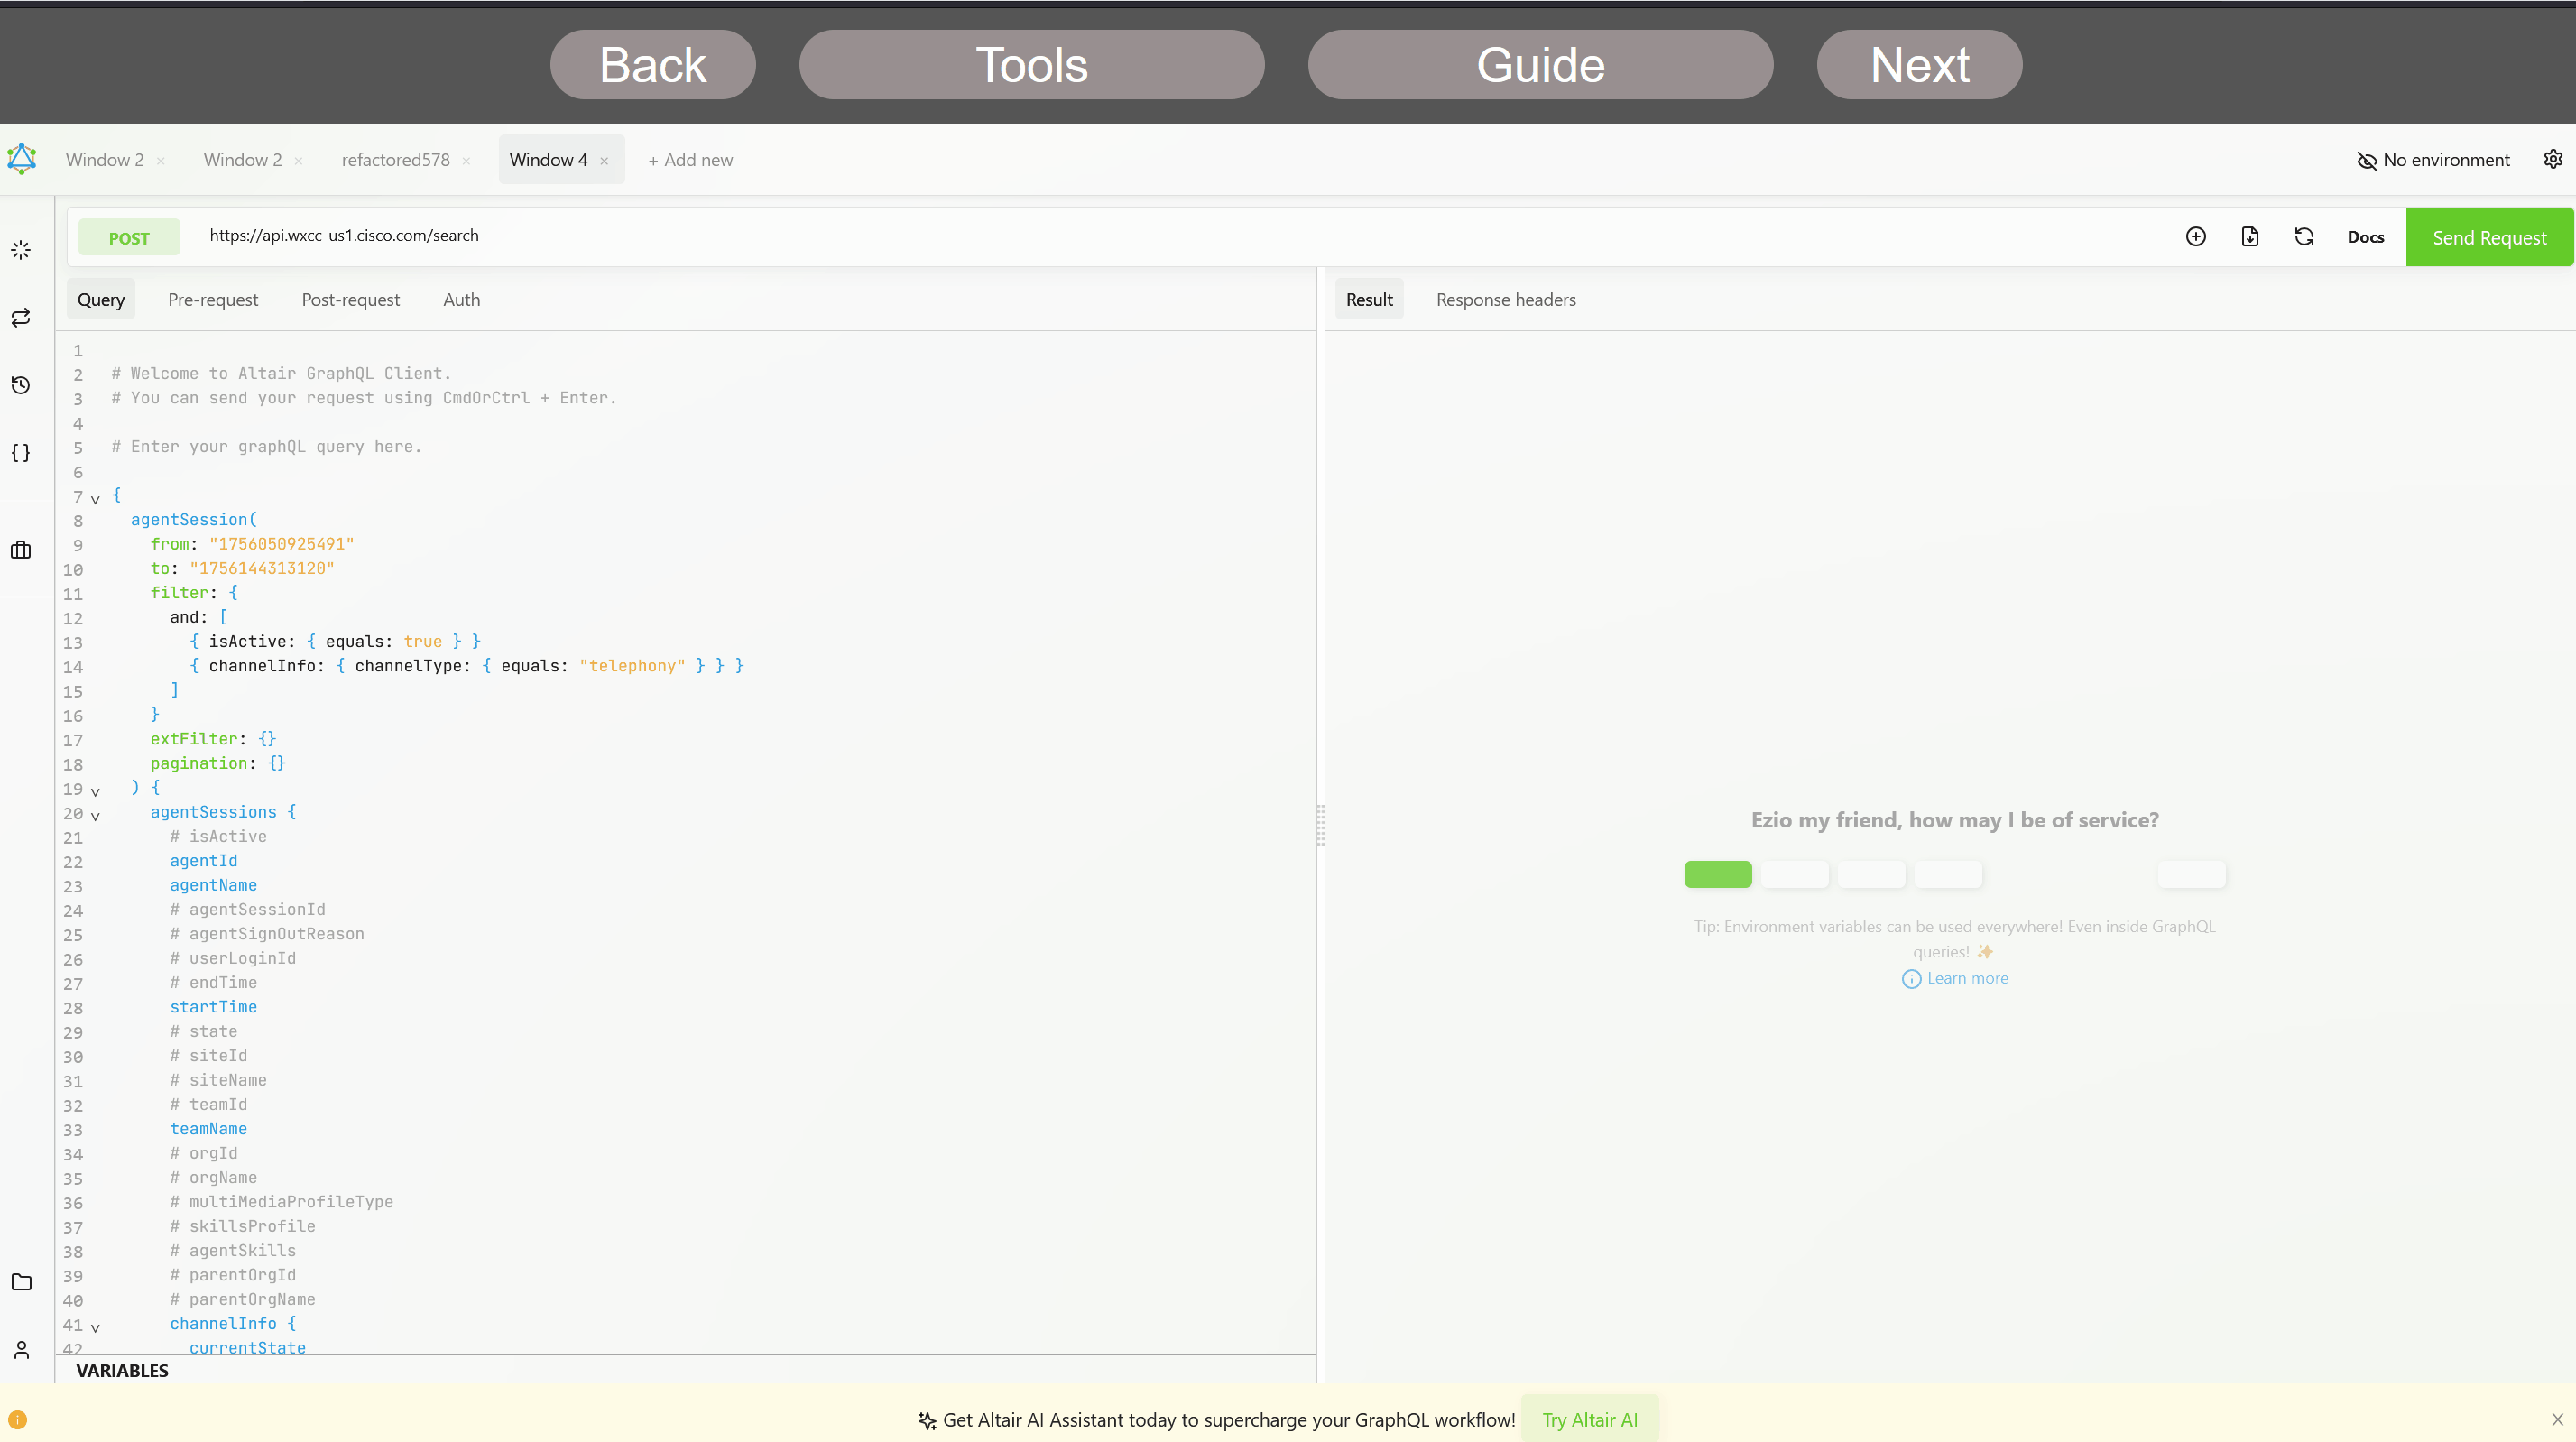 Back Tools Guide Next
Window 2 × Window 2 × refactored578 × Window 4 × + Add new No environment
POST https://api.wxcc-us1.cisco.com/search Docs Send Request
Query Pre-request Post-request Auth Result Response headers
1
2 # Welcome to Altair GraphQL Client.
3 # You can send your request using CmdOrCtrl + Enter.
4
5 # Enter your graphQL query here.
6
7 {
8 agentSession(
9 from: "1756050925491"
10 to: "1756144313120"
11 filter: {
12 and: [
13 { isActive: { equals: true } }
14 { channelInfo: { channelType: { equals: "telephony" } } }
15 ]
16 }
17 extFilter: {}
18 pagination: {}
19 ) {
20 agentSessions {
21 # isActive
22 agentId
23 agentName
24 # agentSessionId
25 # agentSignOutReason
26 # userLoginId
27 # endTime
28 startTime
29 # state
30 # siteId
31 # siteName
32 # teamId
33 teamName
34 # orgId
35 # orgName
36 # multiMediaProfileType
37 # skillsProfile
38 # agentSkills
39 # parentOrgId
40 # parentOrgName
41 channelInfo {
42 currentState
VARIABLES
Ezio my friend, how may I be of service?
Tip: Environment variables can be used everywhere! Even inside GraphQL
queries! ✨
Learn more
Get Altair AI Assistant today to supercharge your GraphQL workflow! Try Altair AI